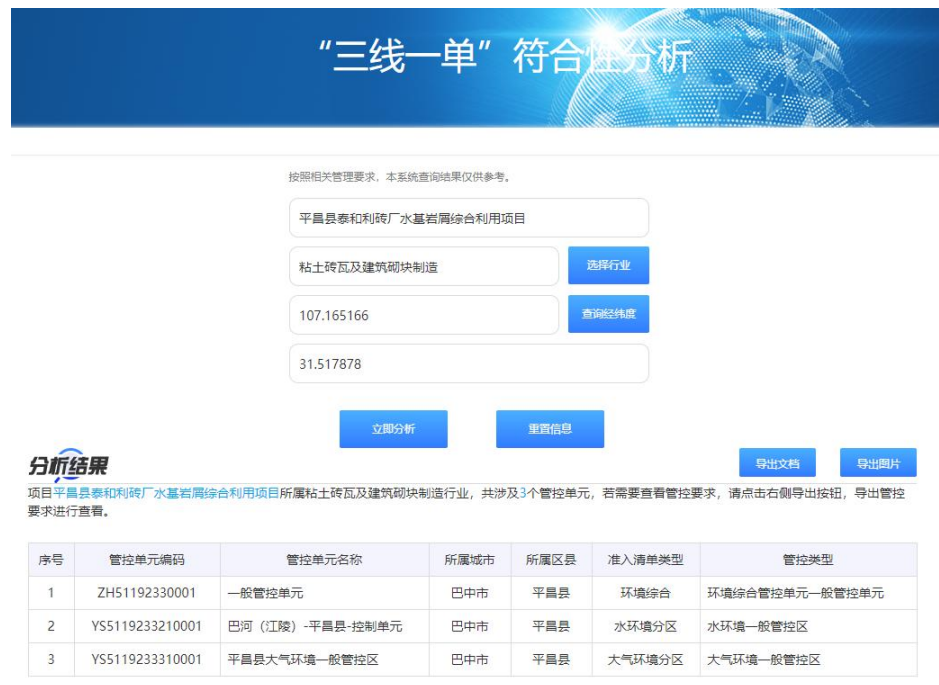 “三线一单”符合性分析
按照相关管理要求，本系统查询结果仅供参考。
平昌县泰和利砖厂水基岩屑综合利用项目
粘土砖瓦及建筑砌块制造 选择行业
107.165166 查询经纬度
31.517878
立即分析 重置信息
分析结果 导出文档 导出图片
项目平昌县泰和利砖厂水基岩屑综合利用项目所属粘土砖瓦及建筑砌块制造行业，共涉及3个管控单元，若需要查看管控要求，请点击右侧导出按钮，导出管控
要求进行查看。
序号 管控单元编码 管控单元名称 所属城市 所属区县 准入清单类型 管控类型
1 ZH51192330001 一般管控单元 巴中市 平昌县 环境综合 环境综合管控单元一般管控单元
2 YS5119233210001 巴河（江陵）-平昌县-控制单元 巴中市 平昌县 水环境分区 水环境一般管控区
3 YS5119233310001 平昌县大气环境一般管控区 巴中市 平昌县 大气环境分区 大气环境一般管控区